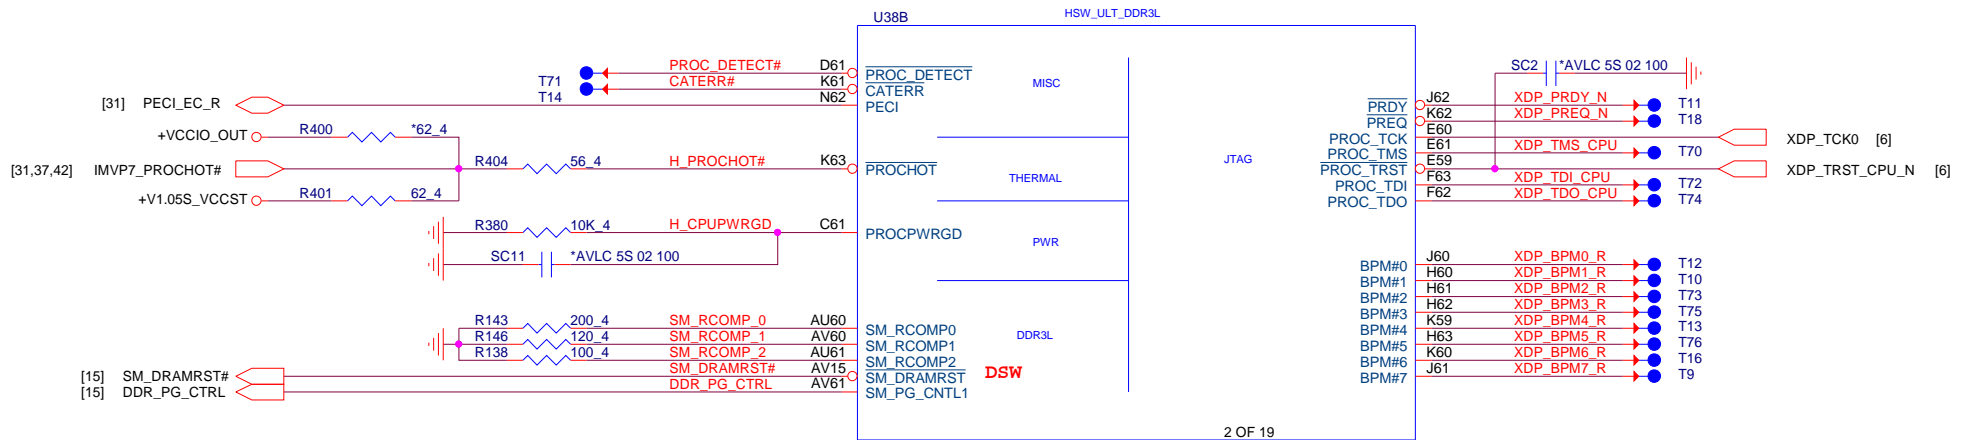 U38B HSW_ULT_DDR3L
T71 PROC_DETECT# D61 PROC_DETECT
T14 CATERR# K61 CATERR
[31] PECI_EC_R N62 PECI
MISC
+VCCIO_OUT R400 *62_4
[31,37,42] IMVP7_PROCHOT# R404 56_4 H_PROCHOT# K63 PROCHOT
THERMAL
+V1.05S_VCCST R401 62_4
R380 10K_4 H_CPUPWRGD C61 PROCPWRGD
PWR
SC11 *AVLC 5S 02 100
R143 200_4 SM_RCOMP_0 AU60 SM_RCOMP0
R146 120_4 SM_RCOMP_1 AV60 SM_RCOMP1
R138 100_4 SM_RCOMP_2 AU61 SM_RCOMP2
DDR3L
[15] SM_DRAMRST# SM_DRAMRST# AV15 SM_DRAMRST
DSW
[15] DDR_PG_CTRL DDR_PG_CTRL AV61 SM_PG_CNTL1
JTAG
SC2 *AVLC 5S 02 100
PRDY J62 XDP_PRDY_N T11
PREQ K62 XDP_PREQ_N T18
PROC_TCK E60 XDP_TCK0 [6]
PROC_TMS E61 XDP_TMS_CPU T70
PROC_TRST E59 XDP_TRST_CPU_N [6]
PROC_TDI F63 XDP_TDI_CPU T72
PROC_TDO F62 XDP_TDO_CPU T74
BPM#0 J60 XDP_BPM0_R T12
BPM#1 H60 XDP_BPM1_R T10
BPM#2 H61 XDP_BPM2_R T73
BPM#3 H62 XDP_BPM3_R T75
BPM#4 K59 XDP_BPM4_R T13
BPM#5 H63 XDP_BPM5_R T76
BPM#6 K60 XDP_BPM6_R T16
BPM#7 J61 XDP_BPM7_R T9
2 OF 19